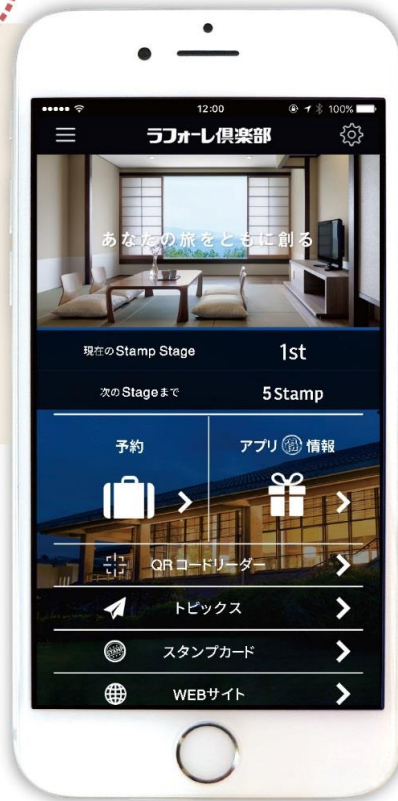 12:00
100%
ラフォーレ倶楽部
あなたの旅をともに創る
現在のStamp Stage 1st
次のStageまで 5 Stamp
予約
アプリ 得 情報
QRコードリーダー
トピックス
スタンプカード
WEBサイト